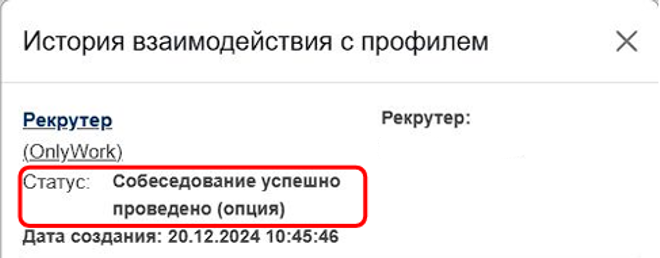 История взаимодействия с профилем
Рекрутер
Рекрутер:
(OnlyWork)
Статус: Собеседование успешно
проведено (опция)
Дата создания: 20.12.2024 10:45:46